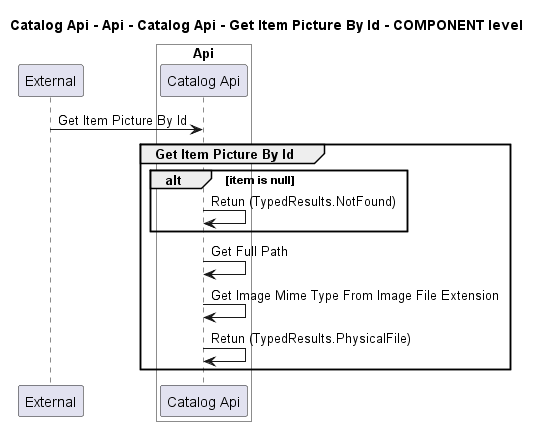 Catalog Api - Api - Catalog Api - Get Item Picture By Id - COMPONENT level
Api
External
Catalog Api
Get Item Picture By Id
Get Item Picture By Id
alt
[item is null]
Retun (TypedResults.NotFound)
Get Full Path
Get Image Mime Type From Image File Extension
Retun (TypedResults.PhysicalFile)
External
Catalog Api